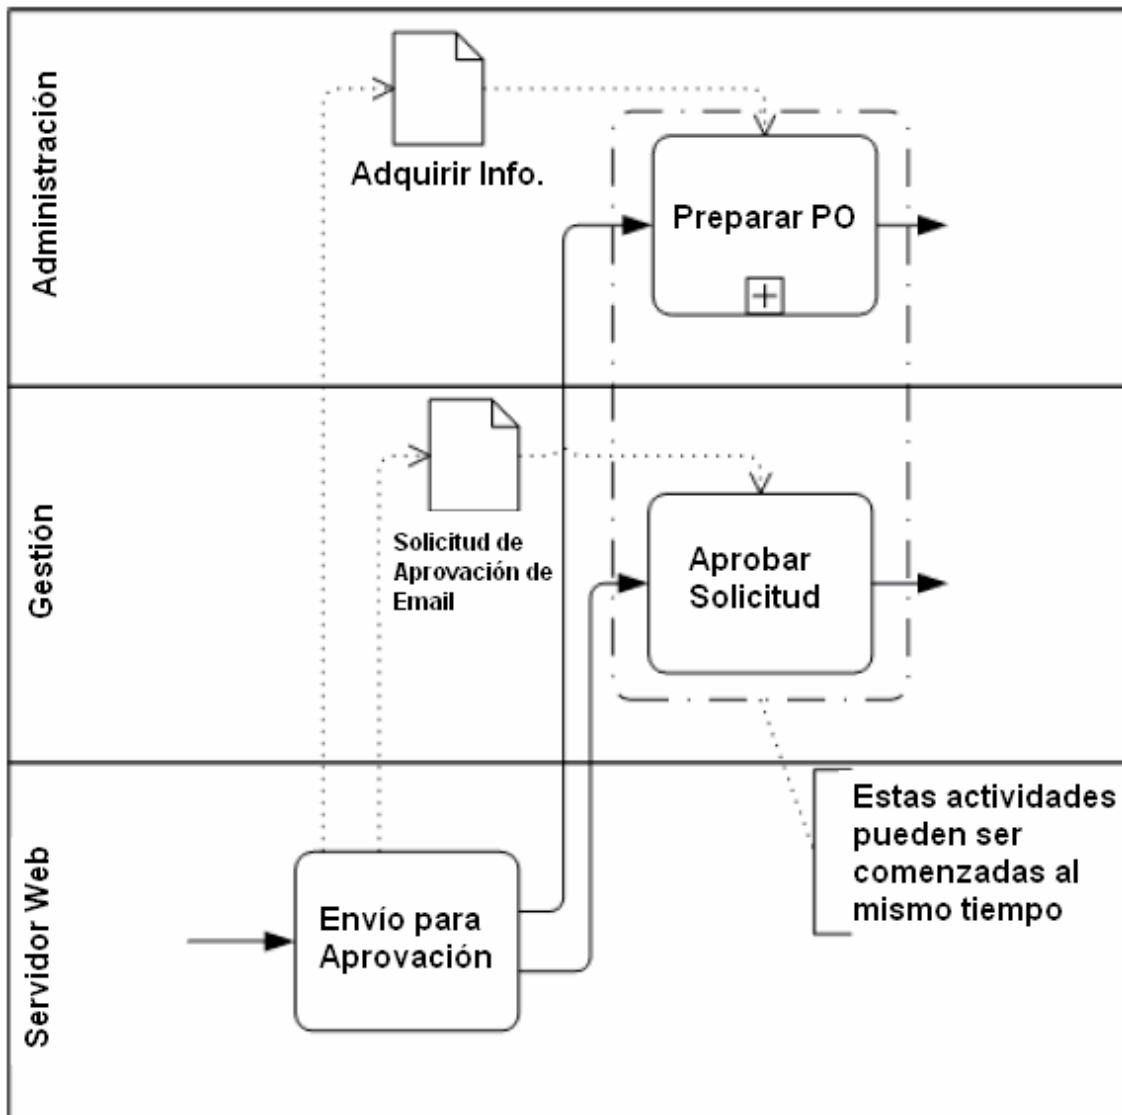 Administración
Adquirir Info.
Preparar PO
Gestión
Solicitud de
Aprovación de
Email
Aprobar
Solicitud
Servidor Web
Envío para
Aprovación
Estas actividades
pueden ser
comenzadas al
mismo tiempo